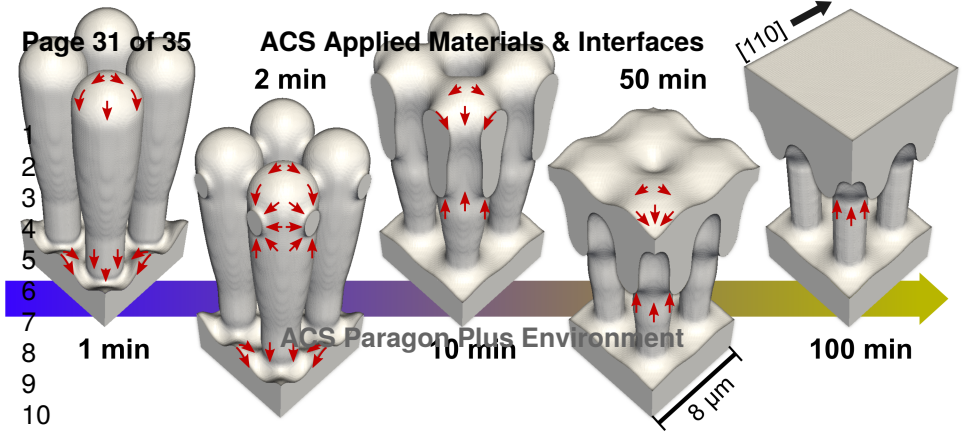 Page 31 of 35
ACS Applied Materials & Interfaces
2 min
50 min
[110]
1
2
3
4
5
6
7
8
9
10
ACS Paragon Plus Environment
1 min
10 min
100 min
8 µm